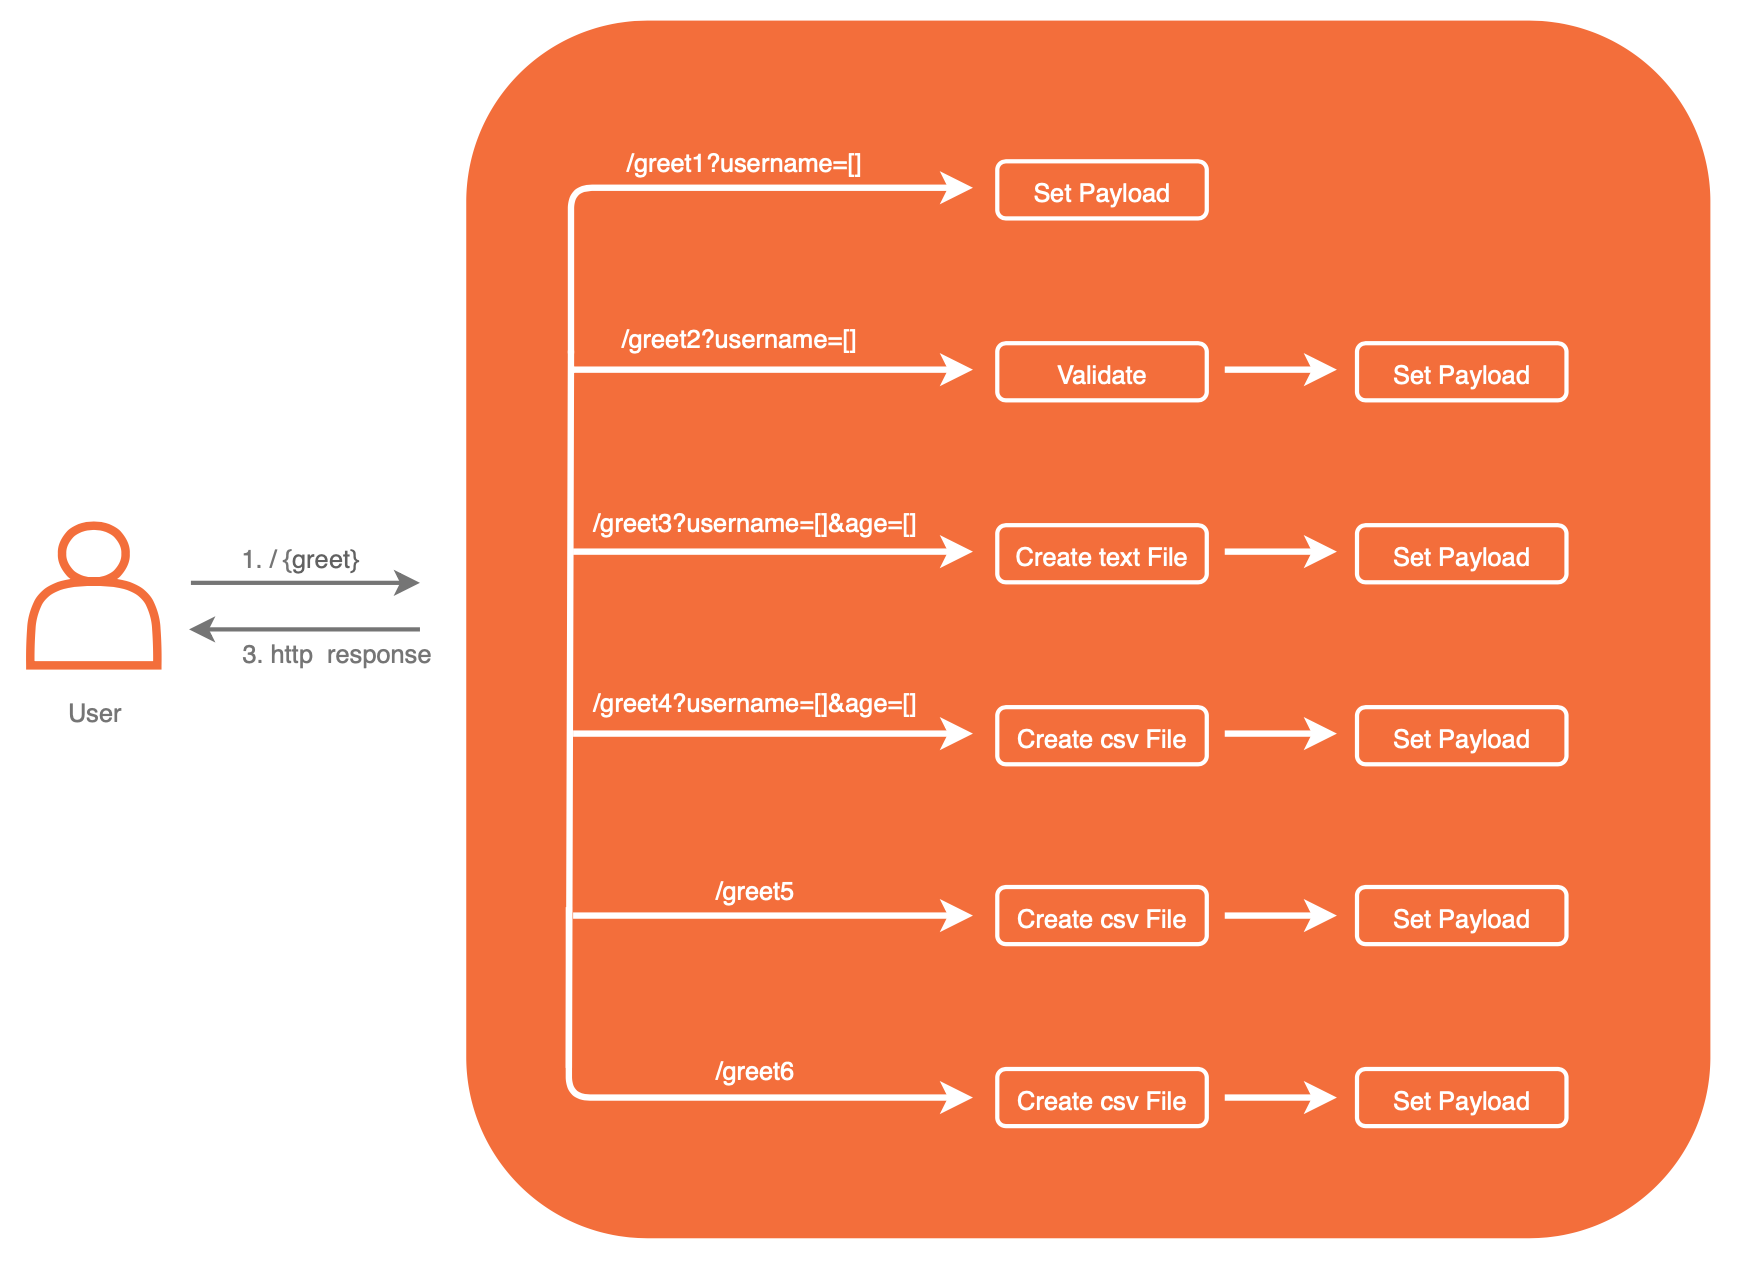 /greet1?username=[]
Set Payload
/greet2?username=[]
Validate
Set Payload
/greet3?username=[]&age=[]
Create text File
Set Payload
1. / {greet}
3. http  response
User
/greet4?username=[]&age=[]
Create csv File
Set Payload
/greet5
Create csv File
Set Payload
/greet6
Create csv File
Set Payload